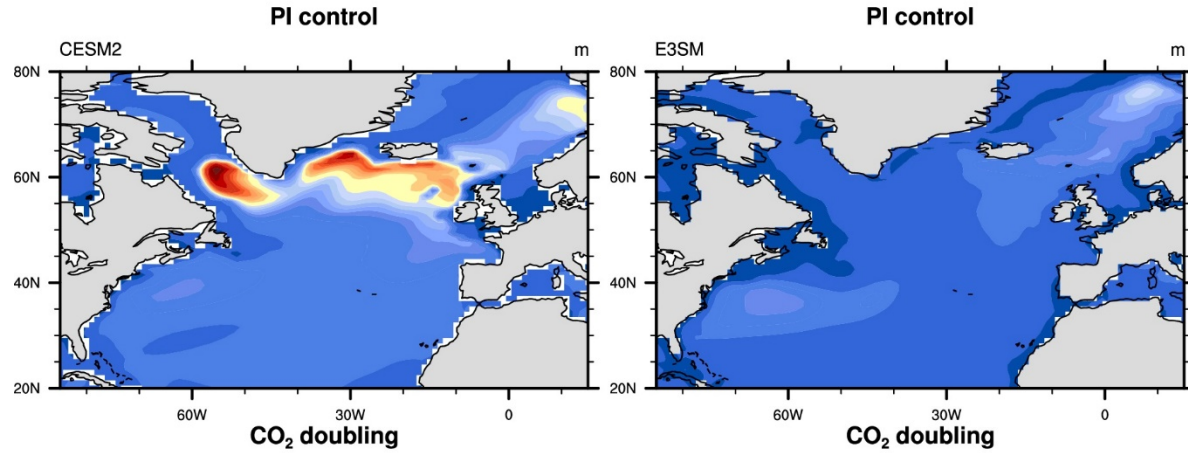 PI control
CESM2 m
80N
60N
40N
20N
60W 30W 0
CO₂ doubling
PI control
E3SM m
80N
60N
40N
20N
60W 30W 0
CO₂ doubling